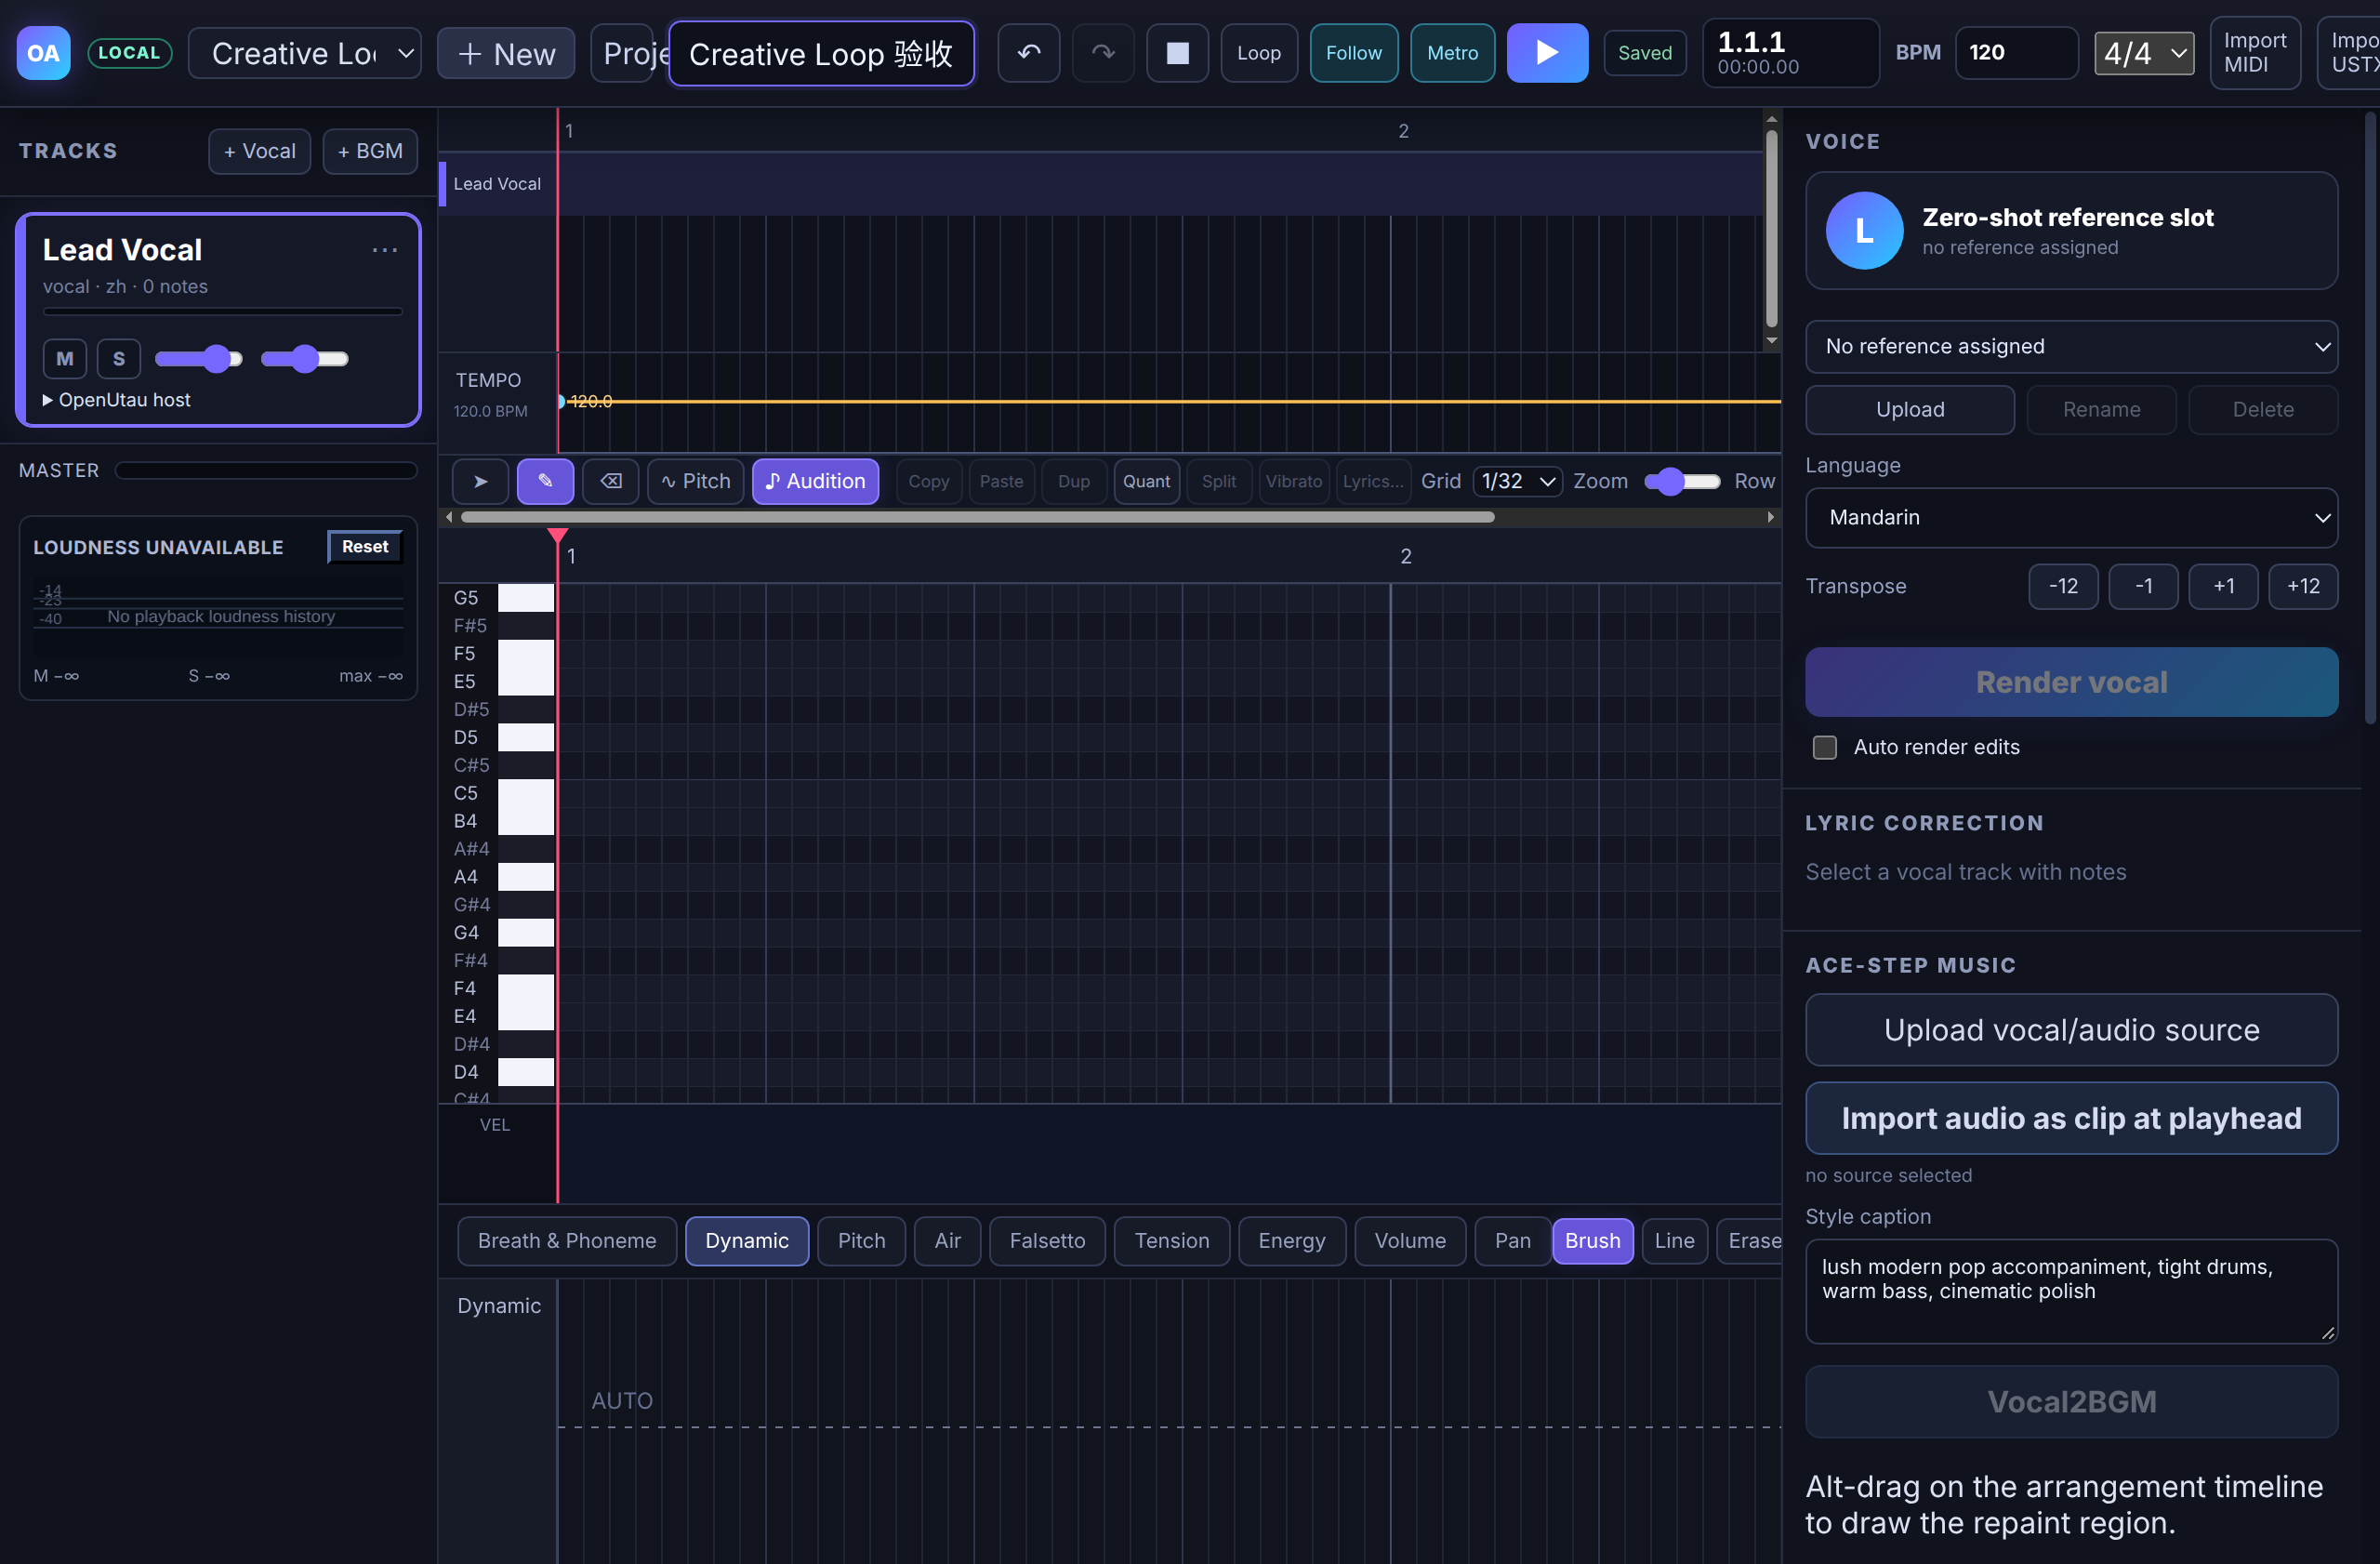 OA
LOCAL
Creative Lo
+ New
Proje
Creative Loop 验收
Loop
Follow
Metro
Saved
1.1.1
00:00.00
BPM
120
4/4
Import
MIDI
Impo
USTX
TRACKS
+ Vocal
+ BGM
Lead Vocal
vocal · zh · 0 notes
M
S
OpenUtau host
MASTER
LOUDNESS UNAVAILABLE
Reset
-14
-23
-40
No playback loudness history
M −∞
S −∞
max −∞
1
2
Lead Vocal
TEMPO
120.0 BPM
120.0
Pitch
Audition
Copy
Paste
Dup
Quant
Split
Vibrato
Lyrics...
Grid
1/32
Zoom
Row
1
2
G5
F#5
F5
E5
D#5
D5
C#5
C5
B4
A#4
A4
G#4
G4
F#4
F4
E4
D#4
D4
C#4
VEL
Breath & Phoneme
Dynamic
Pitch
Air
Falsetto
Tension
Energy
Volume
Pan
Brush
Line
Erase
Dynamic
AUTO
VOICE
L
Zero-shot reference slot
no reference assigned
No reference assigned
Upload
Rename
Delete
Language
Mandarin
Transpose
-12
-1
+1
+12
Render vocal
Auto render edits
LYRIC CORRECTION
Select a vocal track with notes
ACE-STEP MUSIC
Upload vocal/audio source
Import audio as clip at playhead
no source selected
Style caption
lush modern pop accompaniment, tight drums,
warm bass, cinematic polish
Vocal2BGM
Alt-drag on the arrangement timeline
to draw the repaint region.